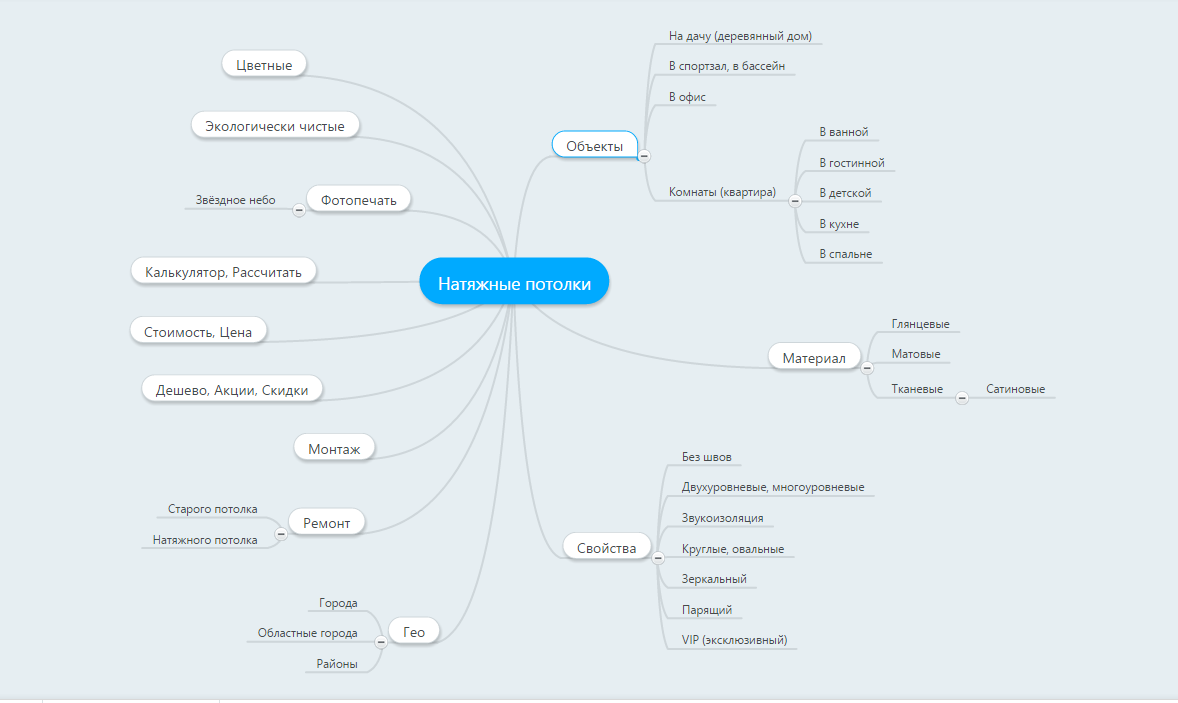 Натяжные потолки
Цветные
Экологически чистые
Фотопечать
Звёздное небо
Калькулятор, Рассчитать
Стоимость, Цена
Дешево, Акции, Скидки
Монтаж
Ремонт
Старого потолка
Натяжного потолка
Гео
Города
Областные города
Районы
Объекты
На дачу (деревянный дом)
В спортзал, в бассейн
В офис
Комнаты (квартира)
В ванной
В гостинной
В детской
В кухне
В спальне
Материал
Глянцевые
Матовые
Тканевые
Сатиновые
Свойства
Без швов
Двухуровневые, многоуровневые
Звукоизоляция
Круглые, овальные
Зеркальный
Парящий
VIP (эксклюзивный)